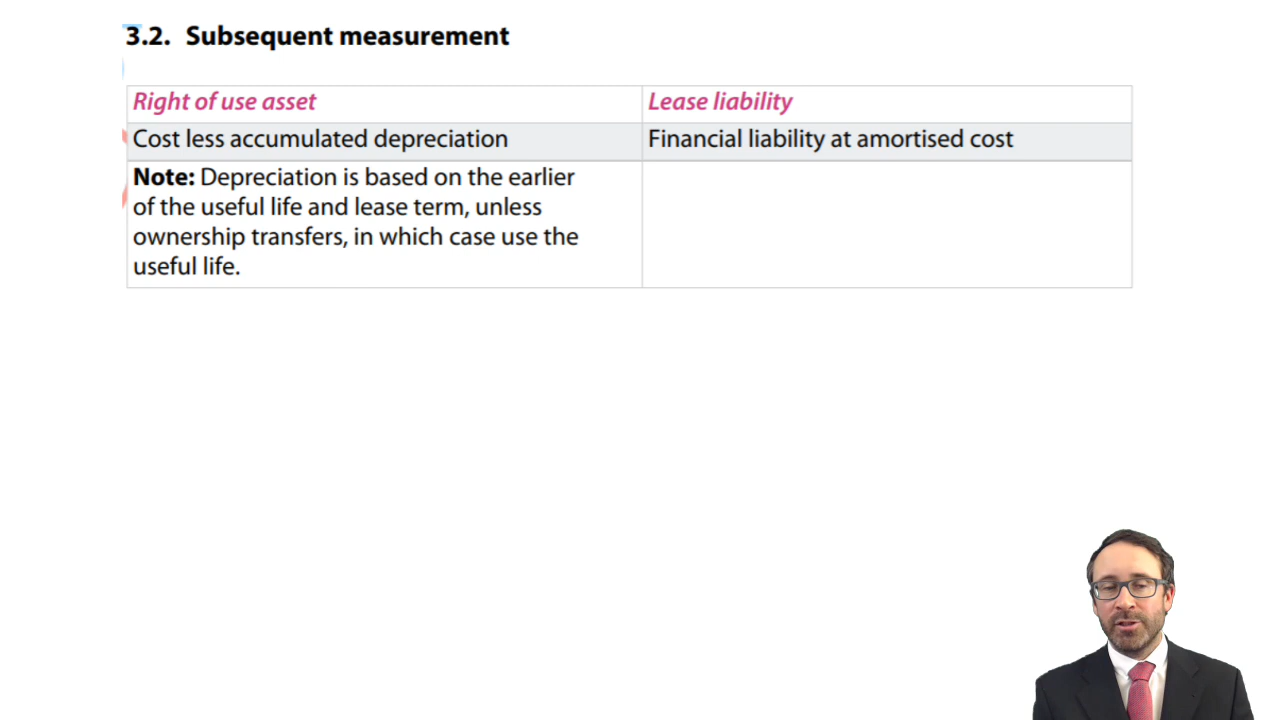 3.2. Subsequent measurement
Right of use asset
Lease liability
Cost less accumulated depreciation
Financial liability at amortised cost
Note: Depreciation is based on the earlier
of the useful life and lease term, unless
ownership transfers, in which case use the
useful life.